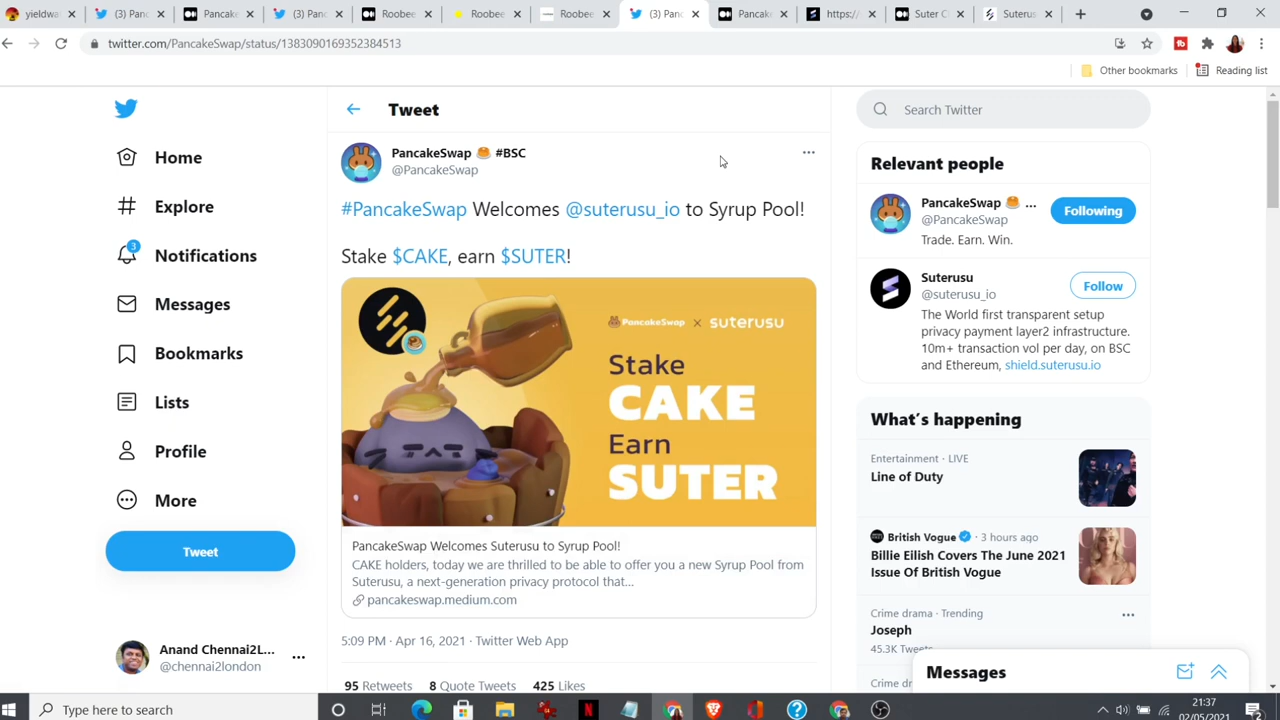 yieldwa
(3) Pan
Pancake
(3) Pan
Roobee
Roobee
Roobee
(3) Pan
Pancake
https:/
Suter C
Suterus
twitter.com/PancakeSwap/status/1383090169352384513
Other bookmarks
Reading list
Tweet
Search Twitter
Home
Explore
3
Notifications
Messages
Bookmarks
Lists
Profile
More
Tweet
Anand Chennai2L...
@chennai2london
PancakeSwap 🥞 #BSC
@PancakeSwap
#PancakeSwap Welcomes @suterusu_io to Syrup Pool!
Stake $CAKE, earn $SUTER!
PancakeSwap x suterusu
Stake
CAKE
Earn
SUTER
PancakeSwap Welcomes Suterusu to Syrup Pool!
CAKE holders, today we are thrilled to be able to offer you a new Syrup Pool from
Suterusu, a next-generation privacy protocol that...
pancakeswap.medium.com
5:09 PM · Apr 16, 2021 · Twitter Web App
95 Retweets 8 Quote Tweets 425 Likes
Relevant people
PancakeSwap 🥞 ...
@PancakeSwap
Following
Trade. Earn. Win.
Suterusu
@suterusu_io
Follow
The World first transparent setup
privacy payment layer2 infrastructure.
10m+ transaction vol per day, on BSC
and Ethereum, shield.suterusu.io
What's happening
Entertainment · LIVE
Line of Duty
British Vogue · 3 hours ago
Billie Eilish Covers The June 2021
Issue Of British Vogue
Crime drama · Trending
Joseph
45.3K Tweets
Crime dr
Messages
Type here to search
21:37
02/05/2021
2